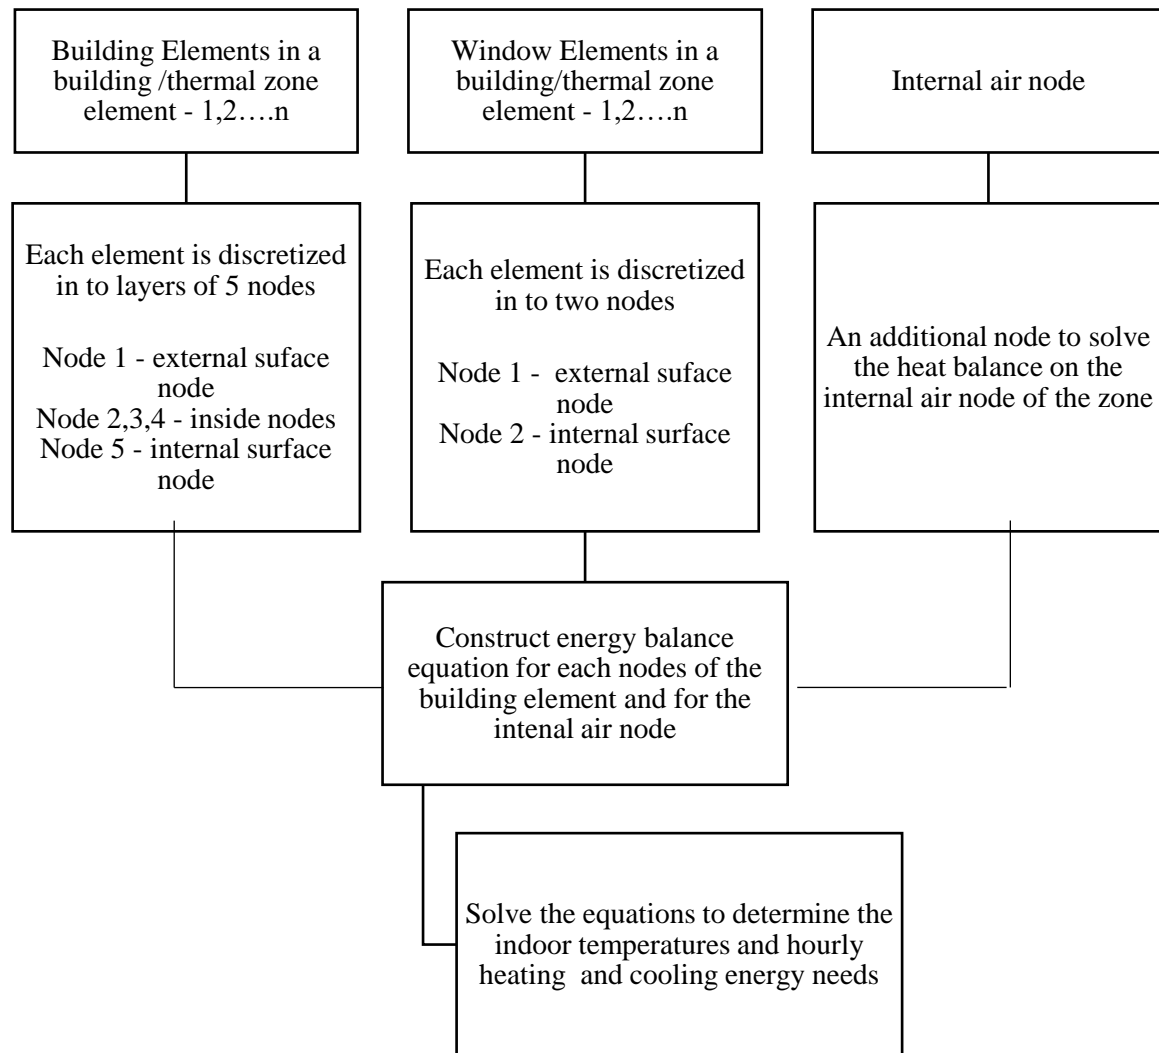 Building Elements in a
building /thermal zone
element - 1,2….n
Window Elements in a
building/thermal zone
element - 1,2….n
Internal air node
Each element is discretized
in to layers of 5 nodes
Node 1 - external suface
node
Node 2,3,4 - inside nodes
Node 5 - internal surface
node
Each element is discretized
in to two nodes
Node 1 -  external suface
node
Node 2 - internal surface
node
An additional node to solve
the heat balance on the
internal air node of the zone
Construct energy balance
equation for each nodes of the
building element and for the
intenal air node
Solve the equations to determine the
indoor temperatures and hourly
heating  and cooling energy needs